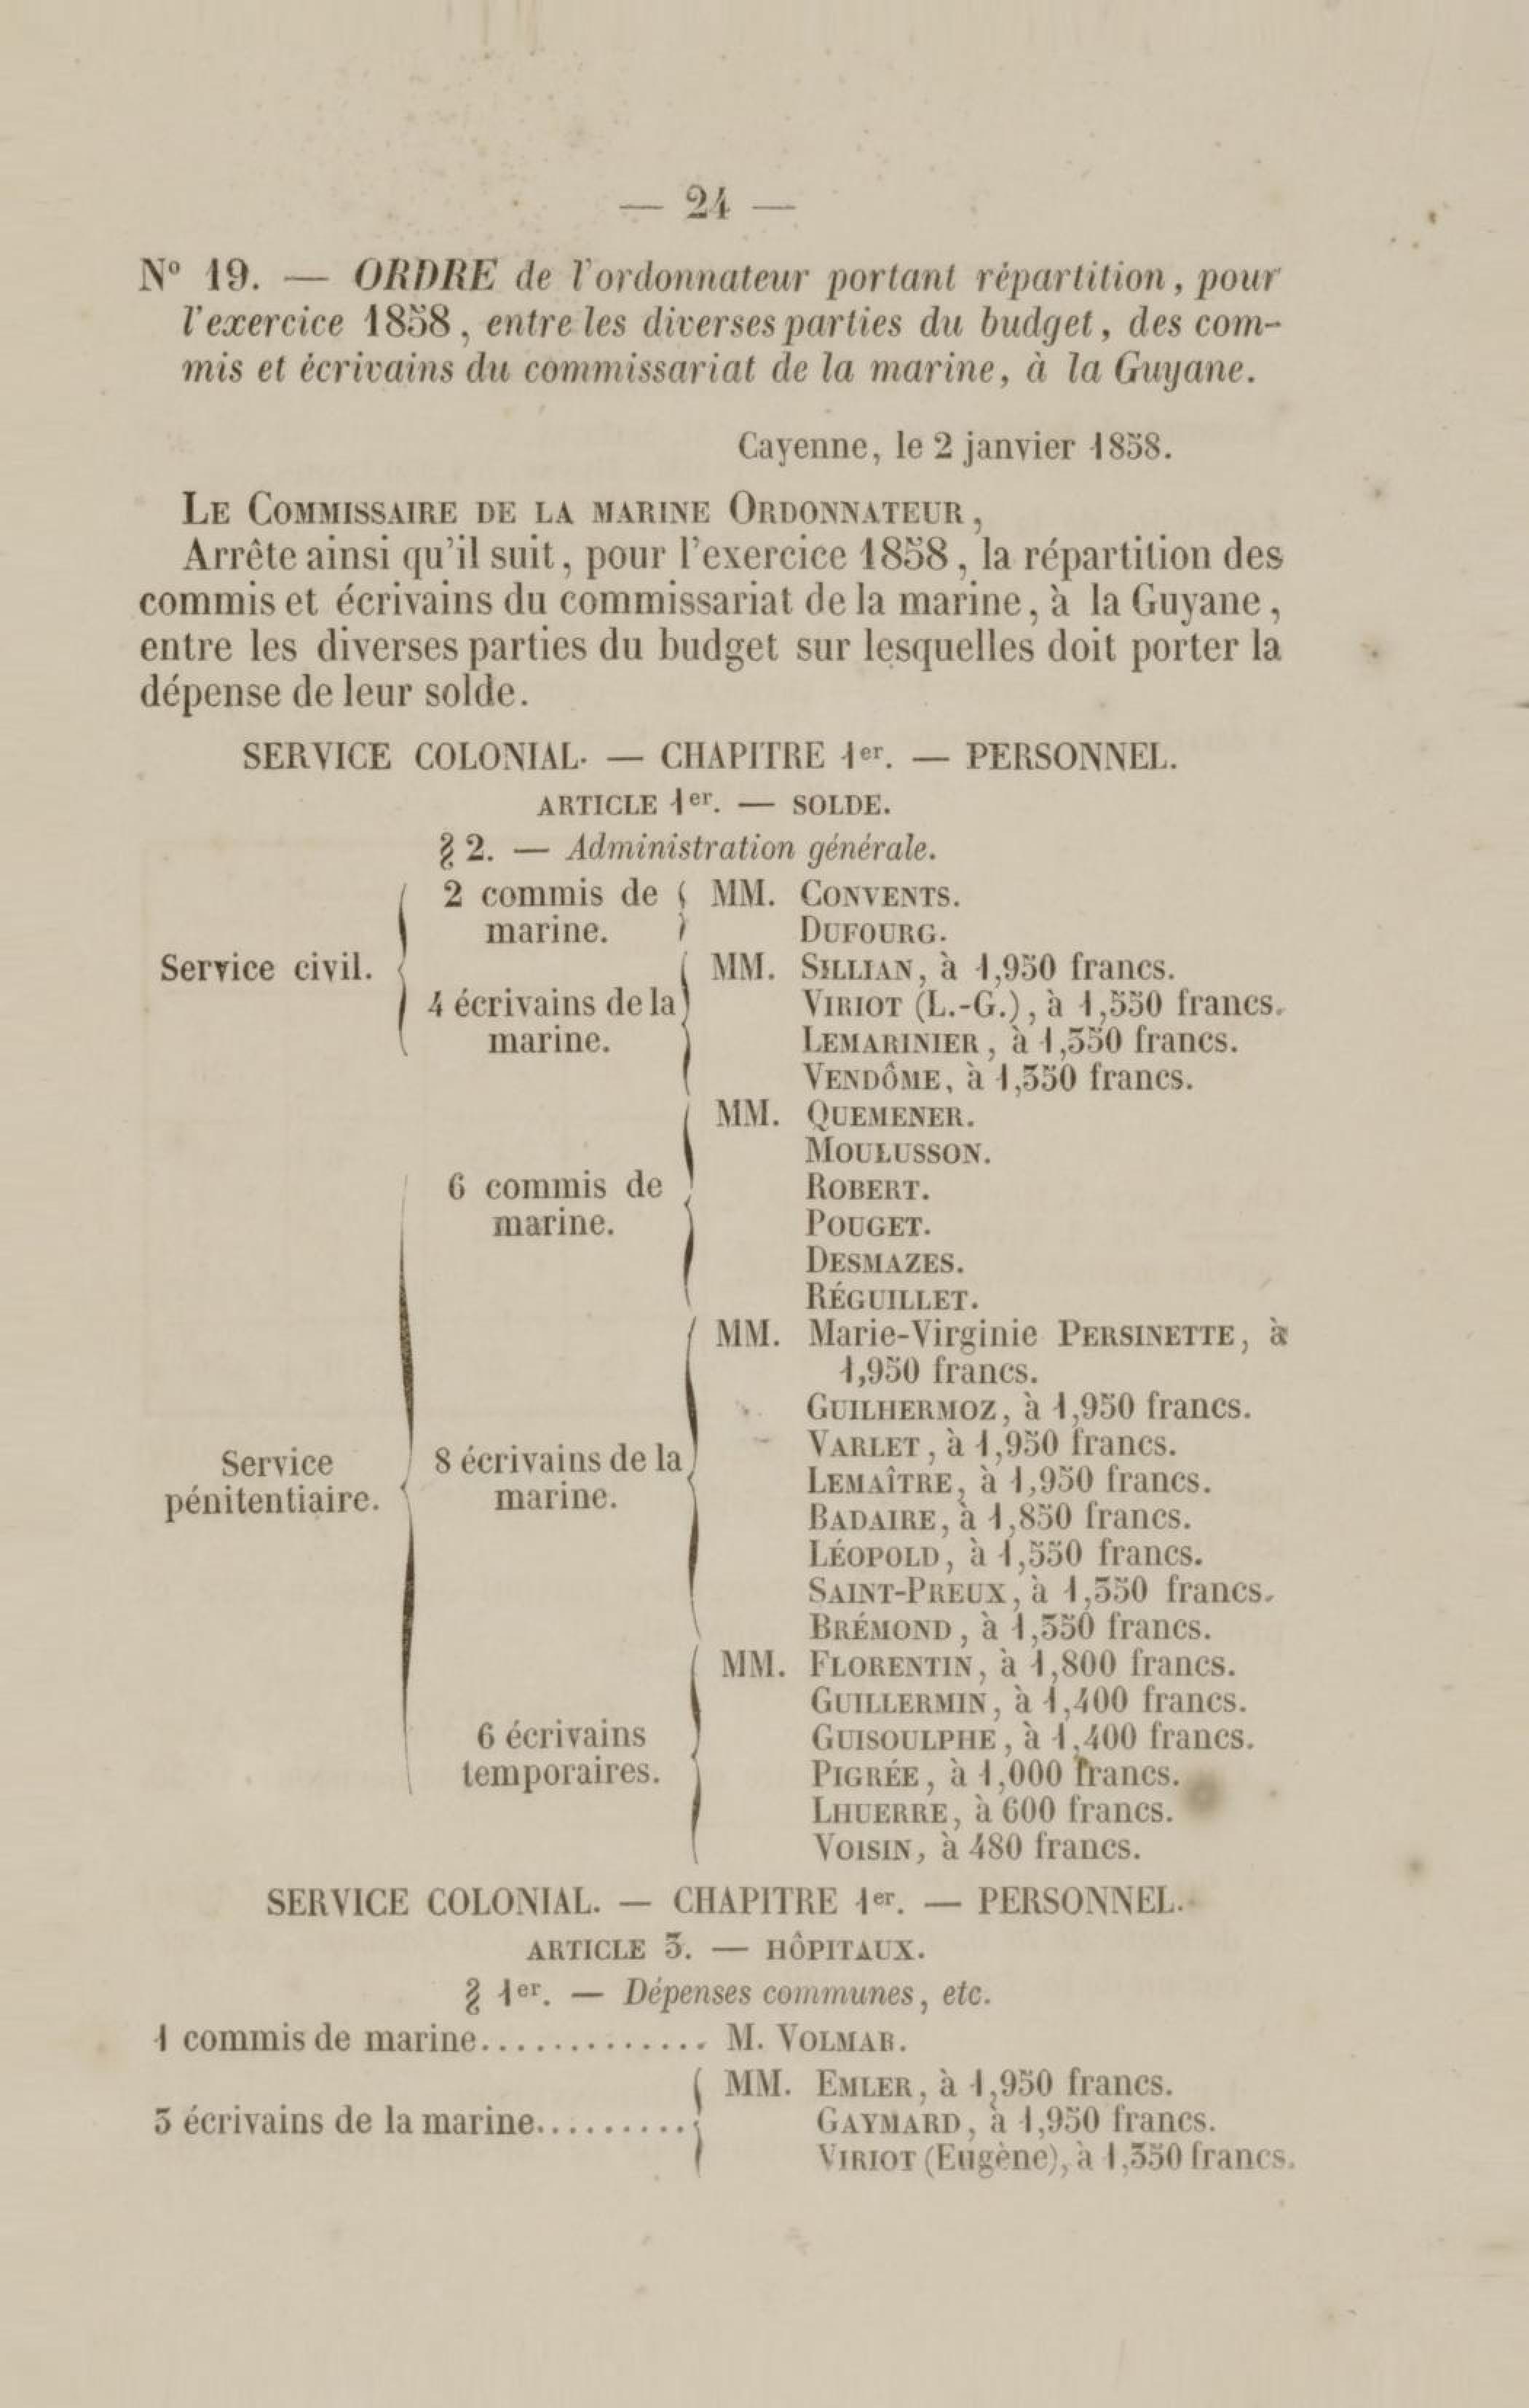 — 24 —
N° 19. — ORDRE de l'ordonnateur portant répartition, pour
l'exercice 1858, entre les diverses parties du budget, des com-
mis et écrivains du commissariat de la marine, à la Guyane.
Cayenne, le 2 janvier 1858.
LE COMMISSAIRE DE LA MARINE ORDONNATEUR,
Arrête ainsi qu'il suit, pour l'exercice 1858, la répartition des
commis et écrivains du commissariat de la marine, à la Guyane,
entre les diverses parties du budget sur lesquelles doit porter la
dépense de leur solde.
SERVICE COLONIAL. — CHAPITRE 1er. — PERSONNEL.
ARTICLE 1er. — SOLDE.
§ 2. — Administration générale.
Service civil.
2 commis de
marine.
MM. CONVENTS.
DUFOURG.
4 écrivains de la
marine.
MM. SILLIAN, à 1,950 francs.
VIRIOT (L.-G.), à 1,550 francs.
LEMARINIER, à 1,350 francs.
VENDÔME, à 1,350 francs.
Service
pénitentiaire.
6 commis de
marine.
MM. QUEMENER.
MOULUSSON.
ROBERT.
POUGET.
DESMAZES.
RÉGUILLET.
8 écrivains de la
marine.
MM. Marie-Virginie PERSINETTE, à
1,950 francs.
GUILHERMOZ, à 1,950 francs.
VARLET, à 1,950 francs.
LEMAÎTRE, à 1,950 francs.
BADAIRE, à 1,850 francs.
LÉOPOLD, à 1,550 francs.
SAINT-PREUX, à 1,350 francs.
BRÉMOND, à 1,350 francs.
6 écrivains
temporaires.
MM. FLORENTIN, à 1,800 francs.
GUILLERMIN, à 1,400 francs.
GUISOULPHE, à 1,400 francs.
PIGRÉE, à 1,000 francs.
LHUERRE, à 600 francs.
VOISIN, à 480 francs.
SERVICE COLONIAL. — CHAPITRE 1er. — PERSONNEL.
ARTICLE 3. — HÔPITAUX.
§ 1er. — Dépenses communes, etc.
1 commis de marine.............. M. VOLMAR.
3 écrivains de la marine.........
MM. EMLER, à 1,950 francs.
GAYMARD, à 1,950 francs.
VIRIOT (Eugène), à 1,350 francs.